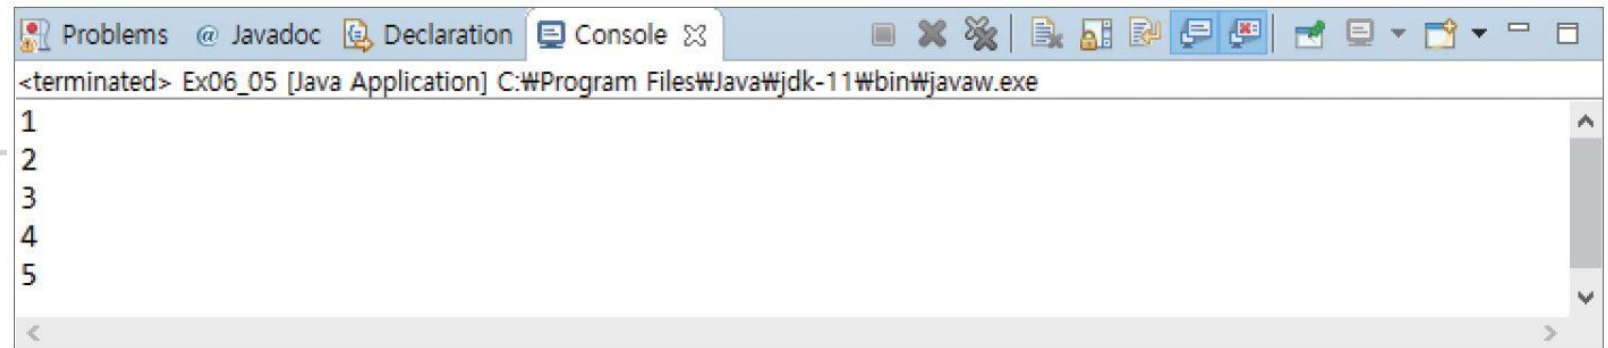 Problems @ Javadoc Declaration Console
<terminated> Ex06_05 [Java Application] C:₩Program Files₩Java₩jdk-11₩bin₩javaw.exe
1
2
3
4
5